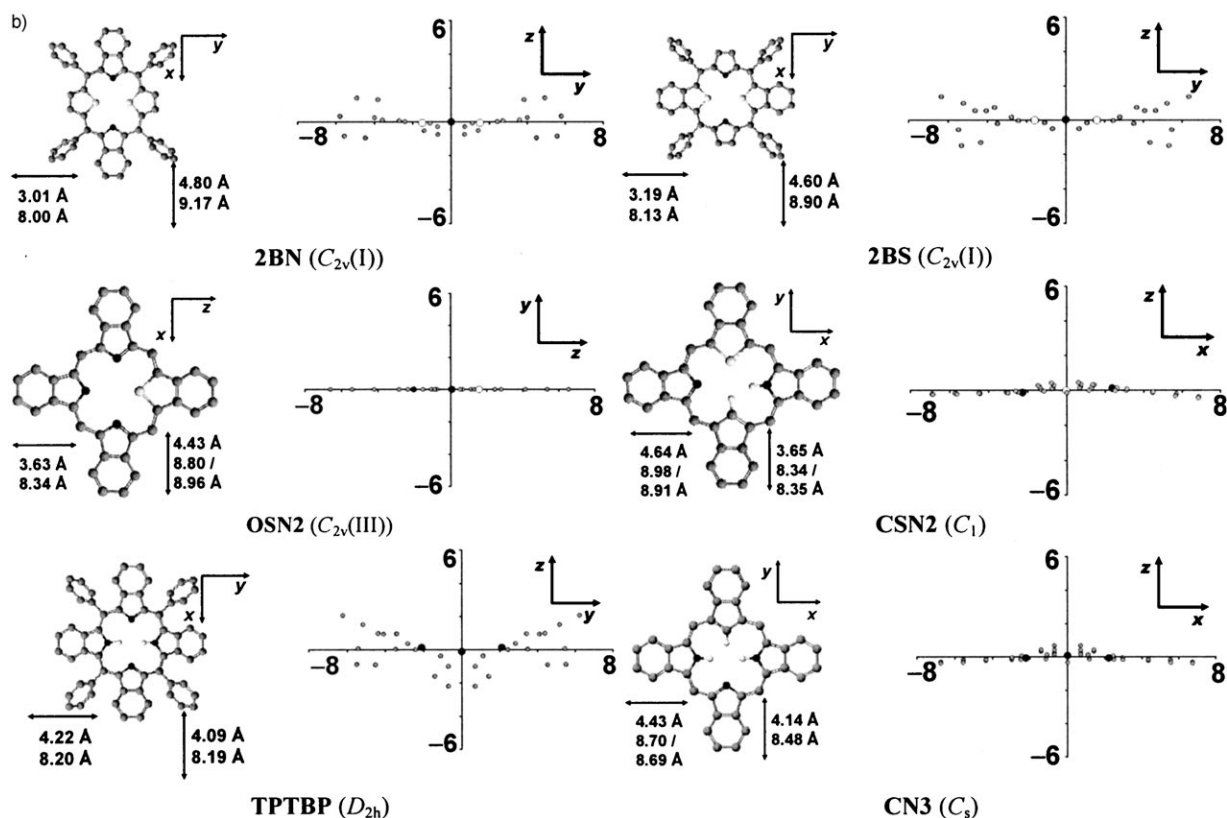 b)
y
x
3.01 Å
8.00 Å
4.80 Å
9.17 Å
6
z
y
−8
8
−6
2BN (C2v(I))
y
x
3.19 Å
8.13 Å
4.60 Å
8.90 Å
6
z
y
−8
8
−6
2BS (C2v(I))
z
x
3.63 Å
8.34 Å
4.43 Å
8.80 /
8.96 Å
6
y
z
−8
8
−6
OSN2 (C2v(III))
y
x
4.64 Å
8.98 /
8.91 Å
3.65 Å
8.34 /
8.35 Å
6
z
x
−8
8
−6
CSN2 (C1)
y
x
4.22 Å
8.20 Å
4.09 Å
8.19 Å
6
z
y
−8
8
−6
TPTBP (D2h)
y
x
4.43 Å
8.70 /
8.69 Å
4.14 Å
8.48 Å
6
z
x
−8
8
−6
CN3 (Cs)